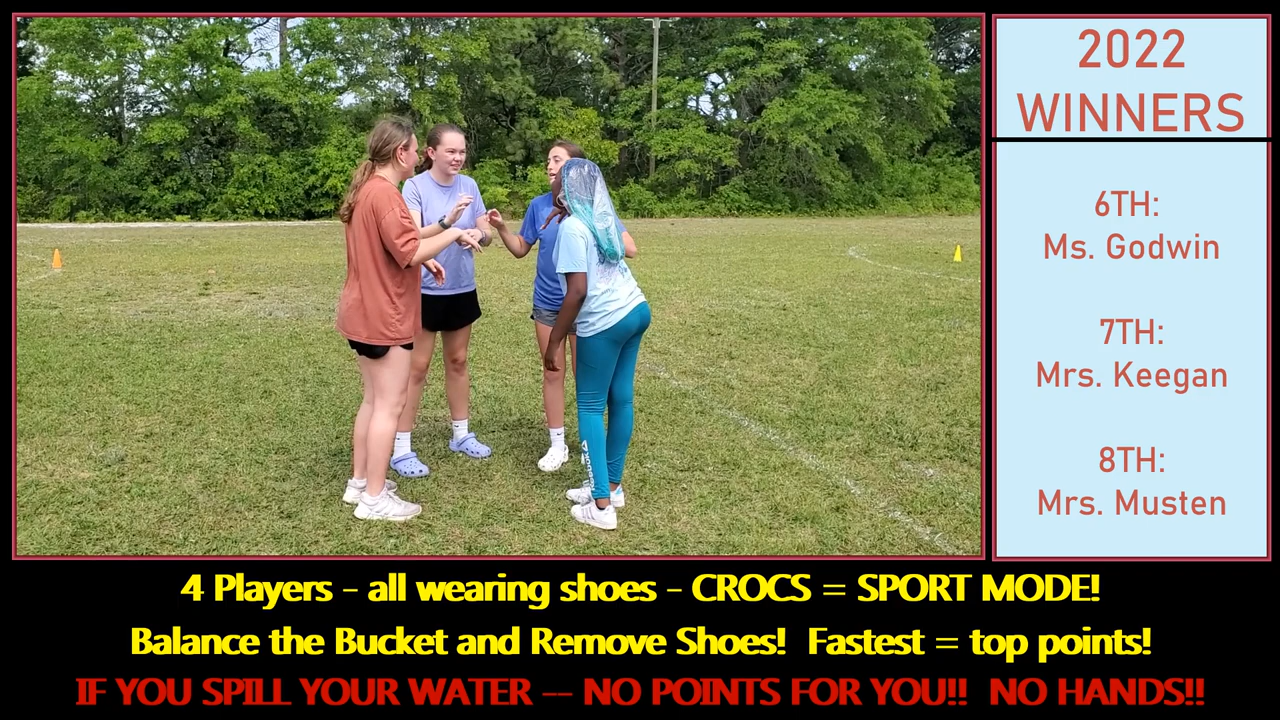 2022
WINNERS
6TH:
Ms. Godwin
7TH:
Mrs. Keegan
8TH:
Mrs. Musten
4 Players - all wearing shoes - CROCS = SPORT MODE!
Balance the Bucket and Remove Shoes! Fastest = top points!
IF YOU SPILL YOUR WATER -- NO POINTS FOR YOU!! NO HANDS!!